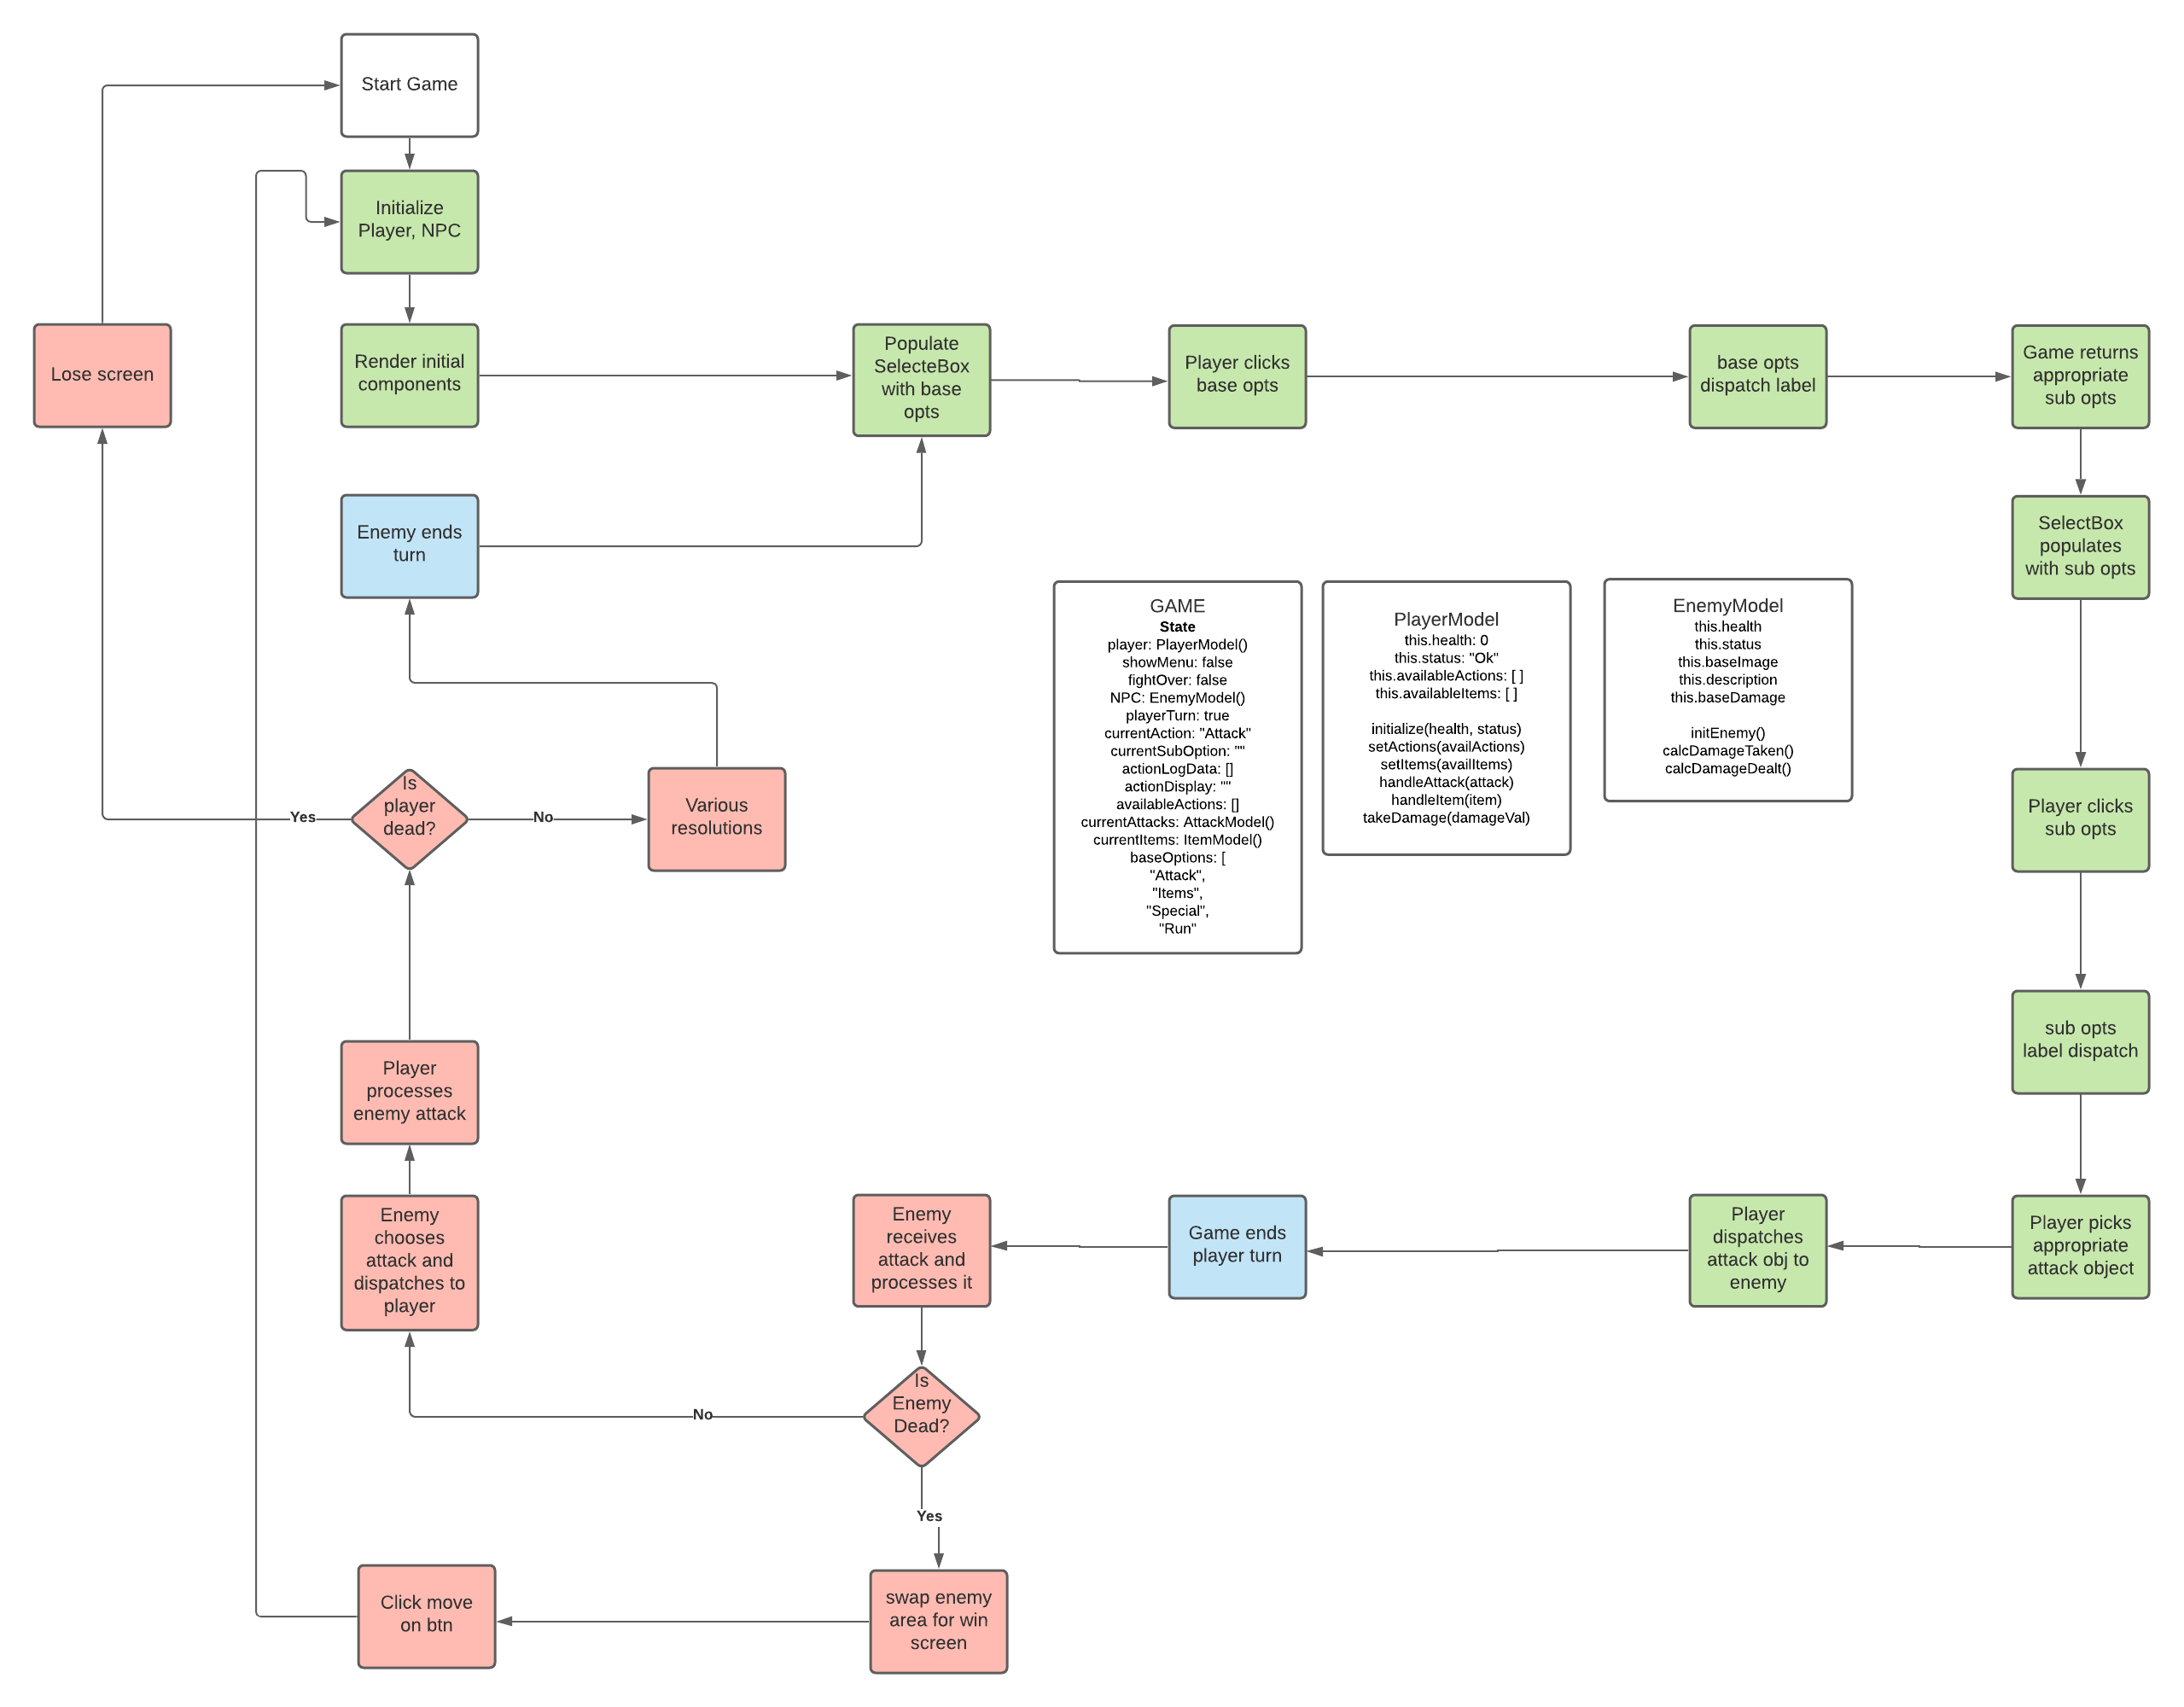 Start Game
Initialize
Player, NPC
Lose screen
Render initial
components
Populate
SelecteBox
with base
opts
Player clicks
base opts
base opts
dispatch label
Game returns
appropriate
sub opts
Enemy ends
turn
SelectBox
populates
with sub opts
GAME
State
player: PlayerModel()
showMenu: false
fightOver: false
NPC: EnemyModel()
playerTurn: true
currentAction: "Attack"
currentSubOption: ""
actionLogData: []
actionDisplay: ""
availableActions: []
currentAttacks: AttackModel()
currentItems: ItemModel()
baseOptions: [
"Attack",
"Items",
"Special",
"Run"
PlayerModel
this.health: 0
this.status: "Ok"
this.availableActions: [ ]
this.availableItems: [ ]
initialize(health, status)
setActions(availActions)
setItems(availItems)
handleAttack(attack)
handleItem(item)
takeDamage(damageVal)
EnemyModel
this.health
this.status
this.baseImage
this.description
this.baseDamage
initEnemy()
calcDamageTaken()
calcDamageDealt()
Yes
Is
player
dead?
No
Various
resolutions
Player clicks
sub opts
sub opts
label dispatch
Player
processes
enemy attack
Enemy
chooses
attack and
dispatches to
player
Enemy
receives
attack and
processes it
Game ends
player turn
Player
dispatches
attack obj to
enemy
Player picks
appropriate
attack object
No
Is
Enemy
Dead?
Yes
Click move
on btn
swap enemy
area for win
screen